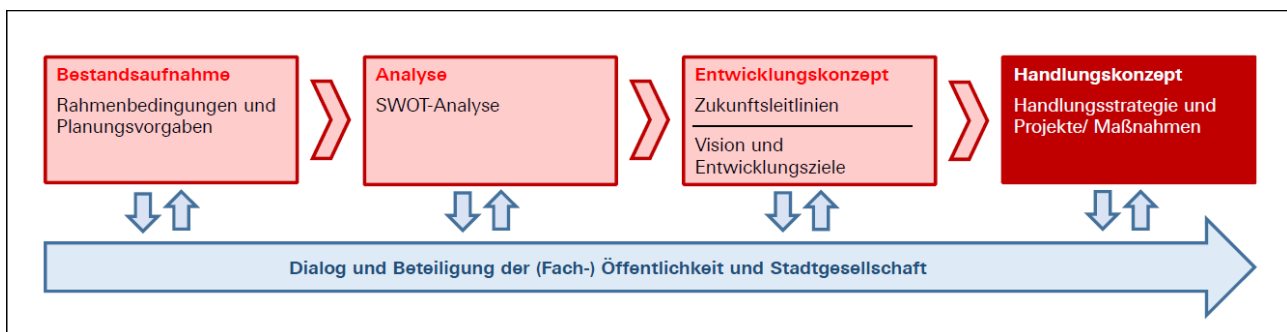 Bestandsaufnahme
Rahmenbedingungen und
Planungsvorgaben
Analyse
SWOT-Analyse
Entwicklungskonzept
Zukunftsleitlinien
Vision und
Entwicklungsziele
Handlungskonzept
Handlungsstrategie und
Projekte/ Maßnahmen
Dialog und Beteiligung der (Fach-) Öffentlichkeit und Stadtgesellschaft